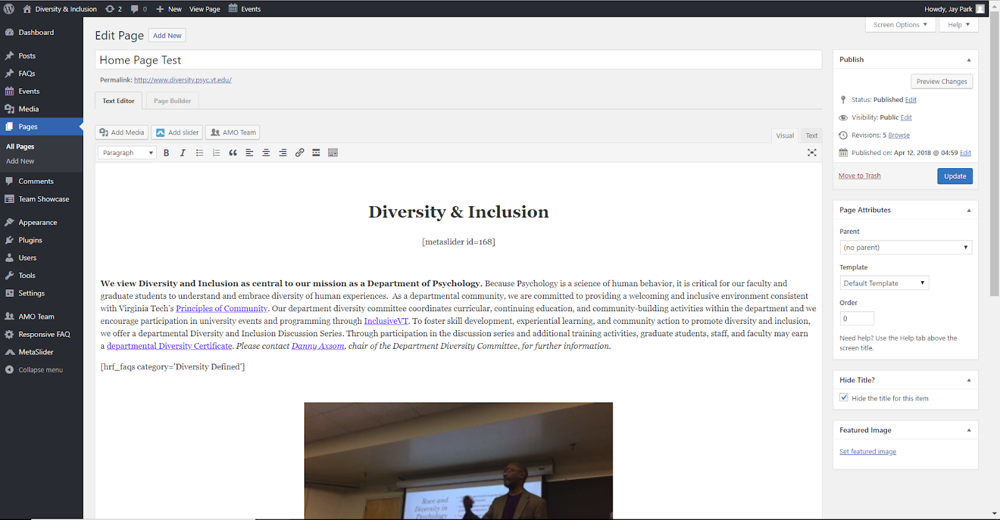 Diversity & Inclusion 2 0 New View Page Events Howdy, Jay Park
Screen Options Help
Dashboard
Posts
FAQs
Events
Media
Pages
All Pages
Add New
Comments
Team Showcase
Appearance
Plugins
Users
Tools
Settings
AMO Team
Responsive FAQ
MetaSlider
Collapse menu
Edit Page Add New
Home Page Test
Permalink: http://www.diversity.psyc.vt.edu/
Text Editor Page Builder
Add Media Add slider AMO Team
Visual Text
Paragraph
Diversity & Inclusion
[metaslider id=168]
We view Diversity and Inclusion as central to our mission as a Department of Psychology. Because Psychology is a science of human behavior, it is critical for our faculty and
graduate students to understand and embrace diversity of human experiences.  As a departmental community, we are committed to providing a welcoming and inclusive environment consistent
with Virginia Tech's Principles of Community. Our department diversity committee coordinates curricular, continuing education, and community-building activities within the department and we
encourage participation in university events and programming through InclusiveVT. To foster skill development, experiential learning, and community action to promote diversity and inclusion,
we offer a departmental Diversity and Inclusion Discussion Series. Through participation in the discussion series and additional training activities, graduate students, staff, and faculty may earn
a departmental Diversity Certificate. Please contact Danny Axsom, chair of the Department Diversity Committee, for further information.
[hrf_faqs category='Diversity Defined']
Race and
Diversity in
Psychology
Publish
Preview Changes
Status: Published Edit
Visibility: Public Edit
Revisions: 5 Browse
Published on: Apr 12, 2018 @ 04:59 Edit
Move to Trash Update
Page Attributes
Parent
(no parent)
Template
Default Template
Order
0
Need help? Use the Help tab above the
screen title.
Hide Title?
Hide the title for this item
Featured Image
Set featured image